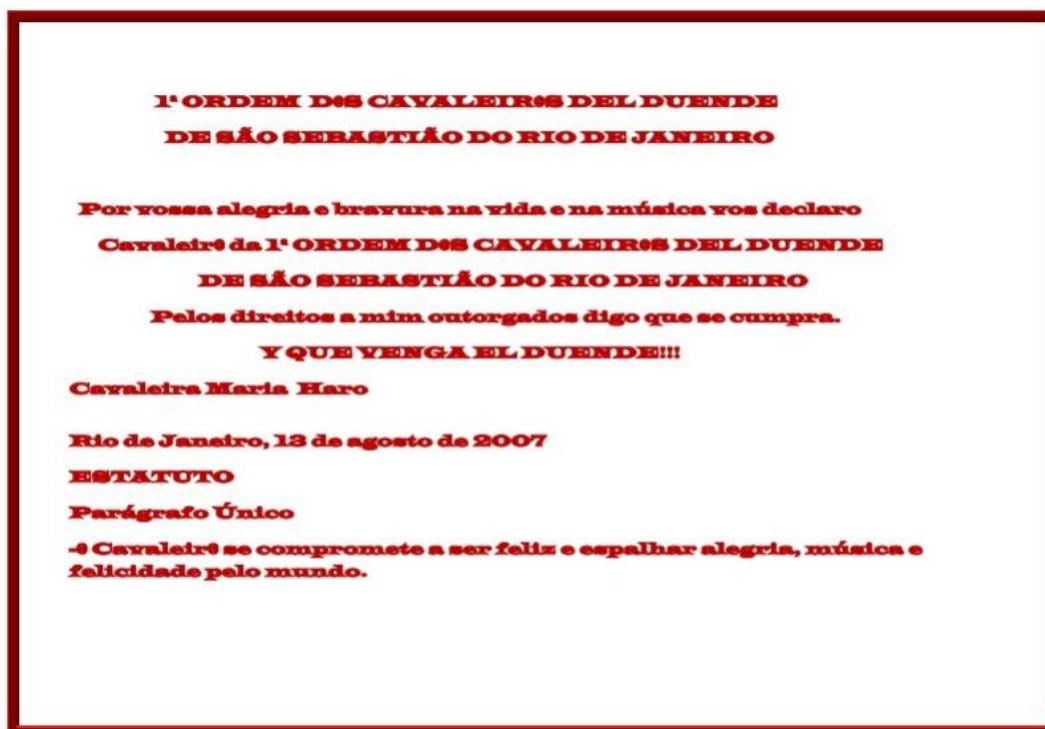 1ª ORDEM D@S CAVALEIR@S DEL DUENDE
DE SÃO SEBASTIÃO DO RIO DE JANEIRO
Por vossa alegria e bravura na vida e na música vos declaro
Cavaleir@ da 1ª ORDEM D@S CAVALEIR@S DEL DUENDE
DE SÃO SEBASTIÃO DO RIO DE JANEIRO
Pelos direitos a mim outorgados digo que se cumpra.
Y QUE VENGA EL DUENDE!!!
Cavaleira Maria Haro
Rio de Janeiro, 13 de agosto de 2007
ESTATUTO
Parágrafo Único
-@ Cavaleir@ se compromete a ser feliz e espalhar alegria, música e
felicidade pelo mundo.